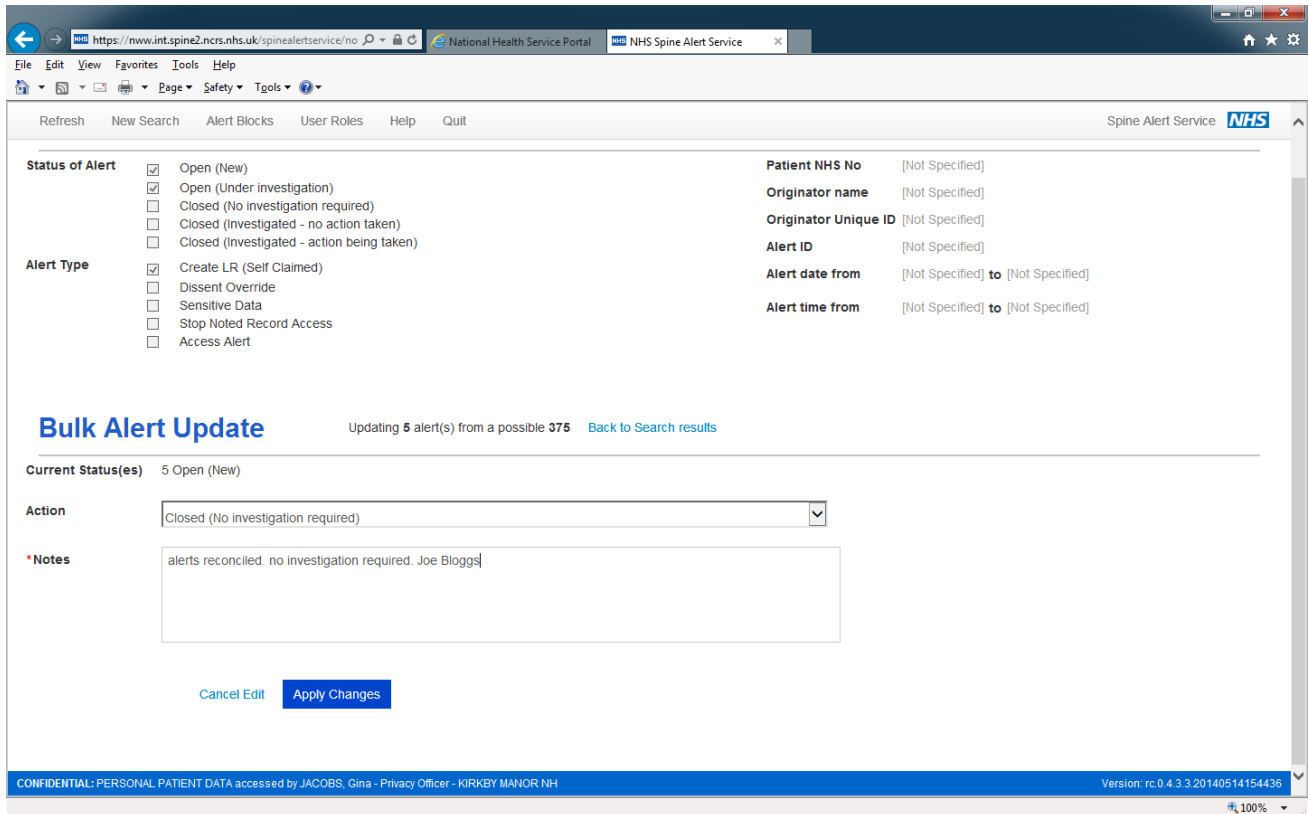 https://nww.int.spine2.ncrs.nhs.uk/spinealertservice/no
National Health Service Portal
NHS NHS Spine Alert Service
File Edit View Favorites Tools Help
Page Safety Tools
Refresh New Search Alert Blocks User Roles Help Quit Spine Alert Service NHS
Status of Alert
Open (New)
Open (Under investigation)
Closed (No investigation required)
Closed (Investigated - no action taken)
Closed (Investigated - action being taken)
Alert Type
Create LR (Self Claimed)
Dissent Override
Sensitive Data
Stop Noted Record Access
Access Alert
Patient NHS No [Not Specified]
Originator name [Not Specified]
Originator Unique ID [Not Specified]
Alert ID [Not Specified]
Alert date from [Not Specified] to [Not Specified]
Alert time from [Not Specified] to [Not Specified]
Bulk Alert Update Updating 5 alert(s) from a possible 375 Back to Search results
Current Status(es) 5 Open (New)
Action Closed (No investigation required)
*Notes alerts reconciled. no investigation required. Joe Bloggs
Cancel Edit Apply Changes
CONFIDENTIAL: PERSONAL PATIENT DATA accessed by JACOBS, Gina - Privacy Officer - KIRKBY MANOR NH Version: rc.0.4.3.3.20140514154436
100%